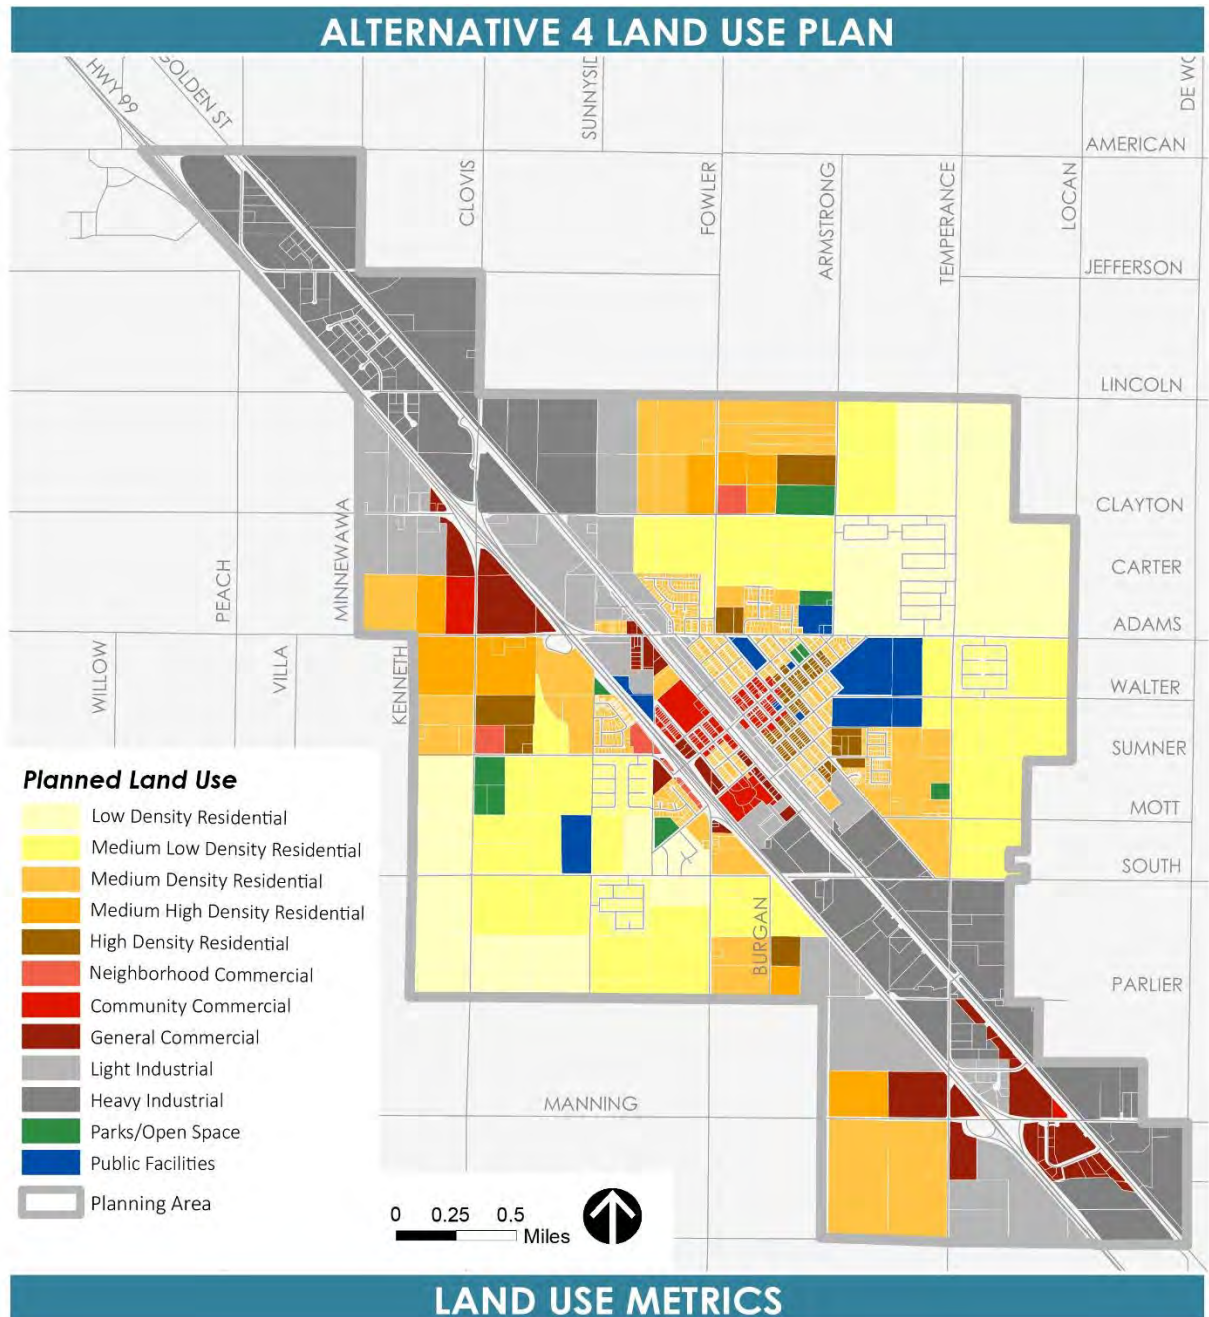 ALTERNATIVE 4 LAND USE PLAN
HWY 99
GOLDEN ST
AMERICAN
CLOVIS
FOWLER
ARMSTRONG
TEMPERANCE
LOCAN
JEFFERSON
LINCOLN
CLAYTON
MINNEWAWA
PEACH
CARTER
ADAMS
WILLOW
VILLA
KENNETH
WALTER
SUMNER
MOTT
SOUTH
BURGAN
PARLIER
MANNING
Planned Land Use
Low Density Residential
Medium Low Density Residential
Medium Density Residential
Medium High Density Residential
High Density Residential
Neighborhood Commercial
Community Commercial
General Commercial
Light Industrial
Heavy Industrial
Parks/Open Space
Public Facilities
Planning Area
0 0.25 0.5
Miles
LAND USE METRICS